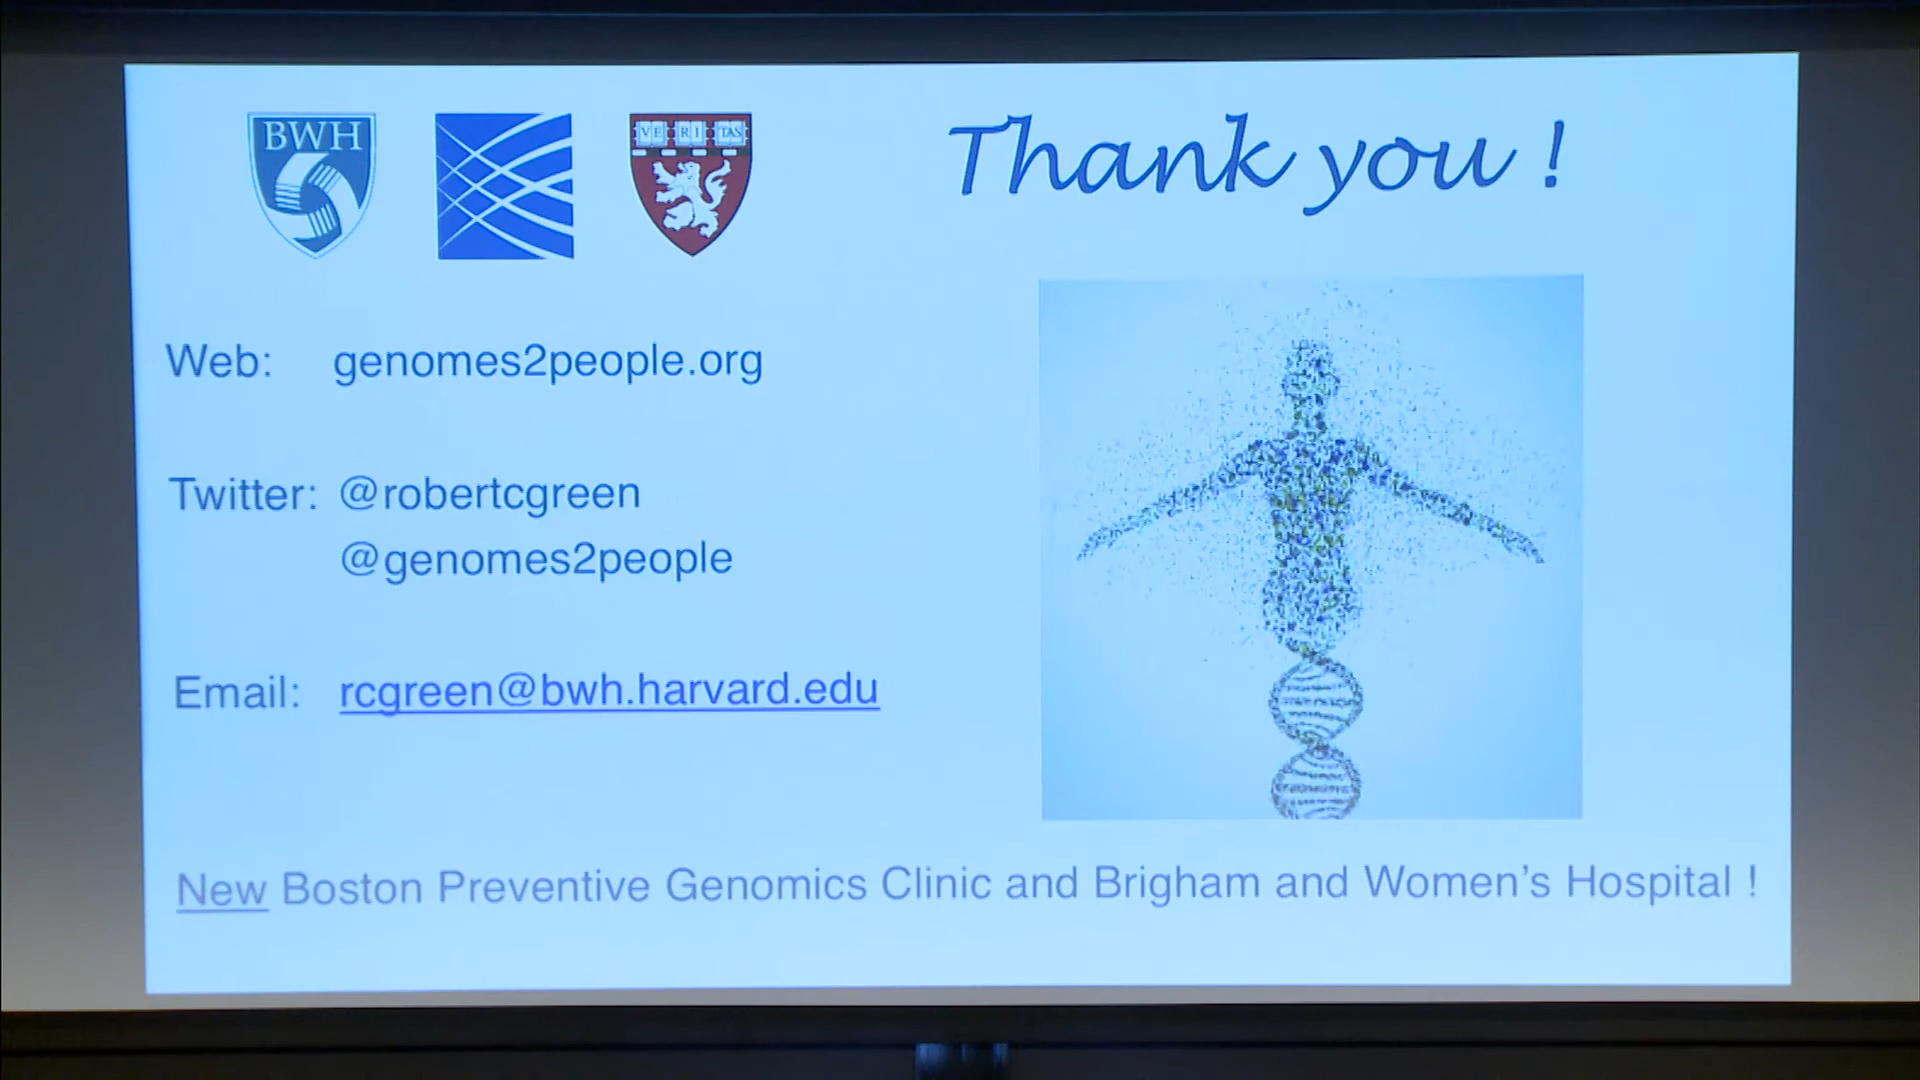 BWH
VE RI TAS
Thank you !
Web: genomes2people.org
Twitter: @robertcgreen
@genomes2people
Email: rcgreen@bwh.harvard.edu
New Boston Preventive Genomics Clinic and Brigham and Women's Hospital !